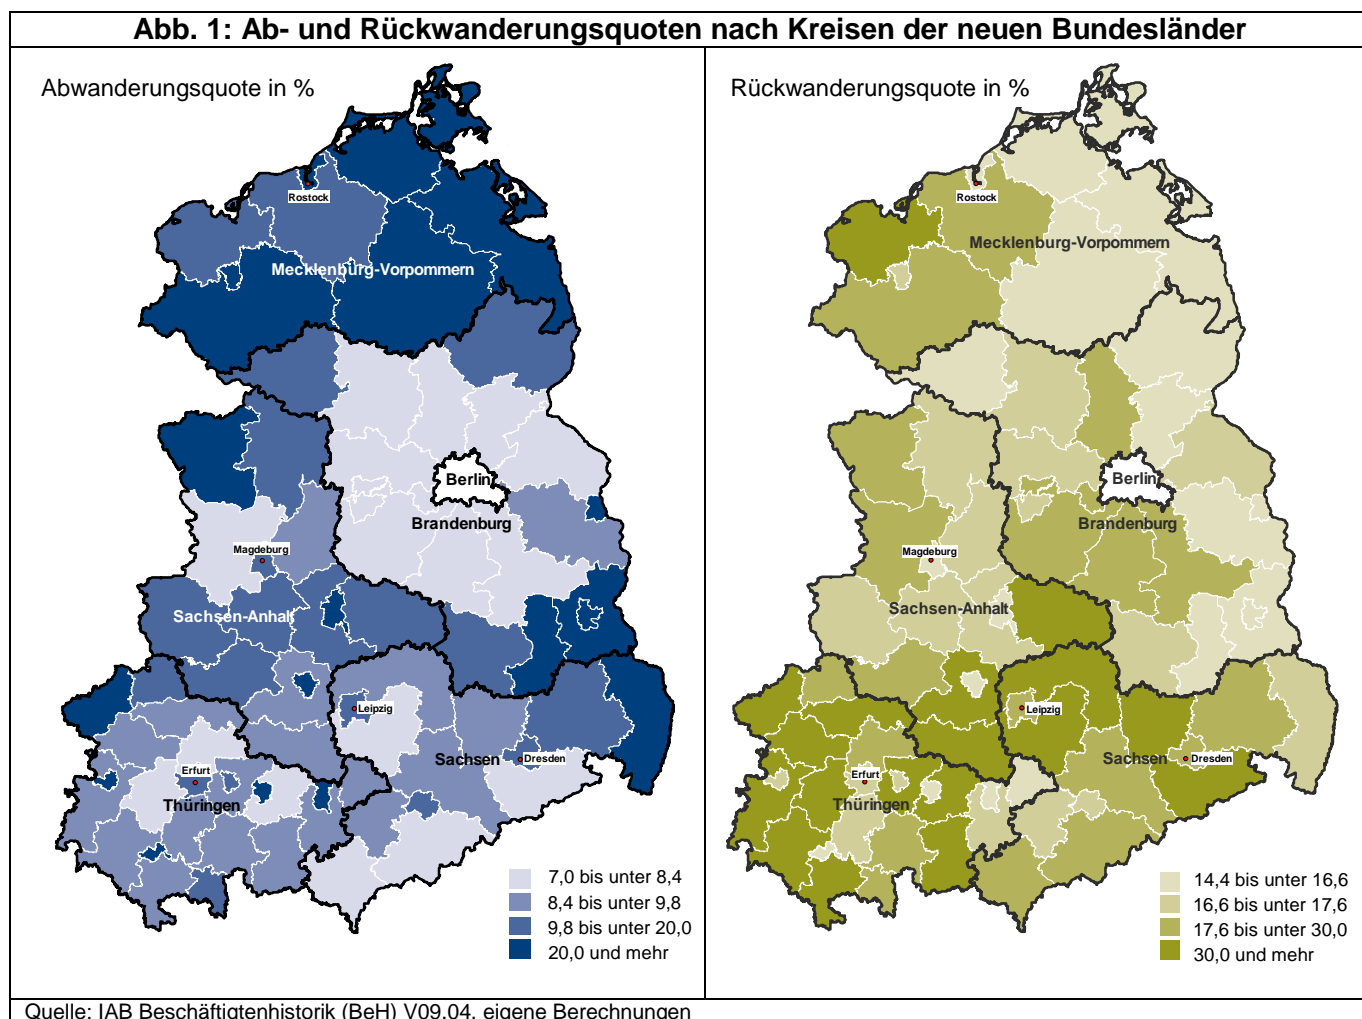 Abb. 1: Ab- und Rückwanderungsquoten nach Kreisen der neuen Bundesländer
Abwanderungsquote in %
Rostock
Mecklenburg-Vorpommern
Berlin
Brandenburg
Magdeburg
Sachsen-Anhalt
Leipzig
Sachsen
Dresden
Erfurt
Thüringen
7,0 bis unter 8,4
8,4 bis unter 9,8
9,8 bis unter 20,0
20,0 und mehr
Rückwanderungsquote in %
Rostock
Mecklenburg-Vorpommern
Berlin
Brandenburg
Magdeburg
Sachsen-Anhalt
Leipzig
Sachsen
Dresden
Erfurt
Thüringen
14,4 bis unter 16,6
16,6 bis unter 17,6
17,6 bis unter 30,0
30,0 und mehr
Quelle: IAB Beschäftigtenhistorik (BeH) V09.04, eigene Berechnungen